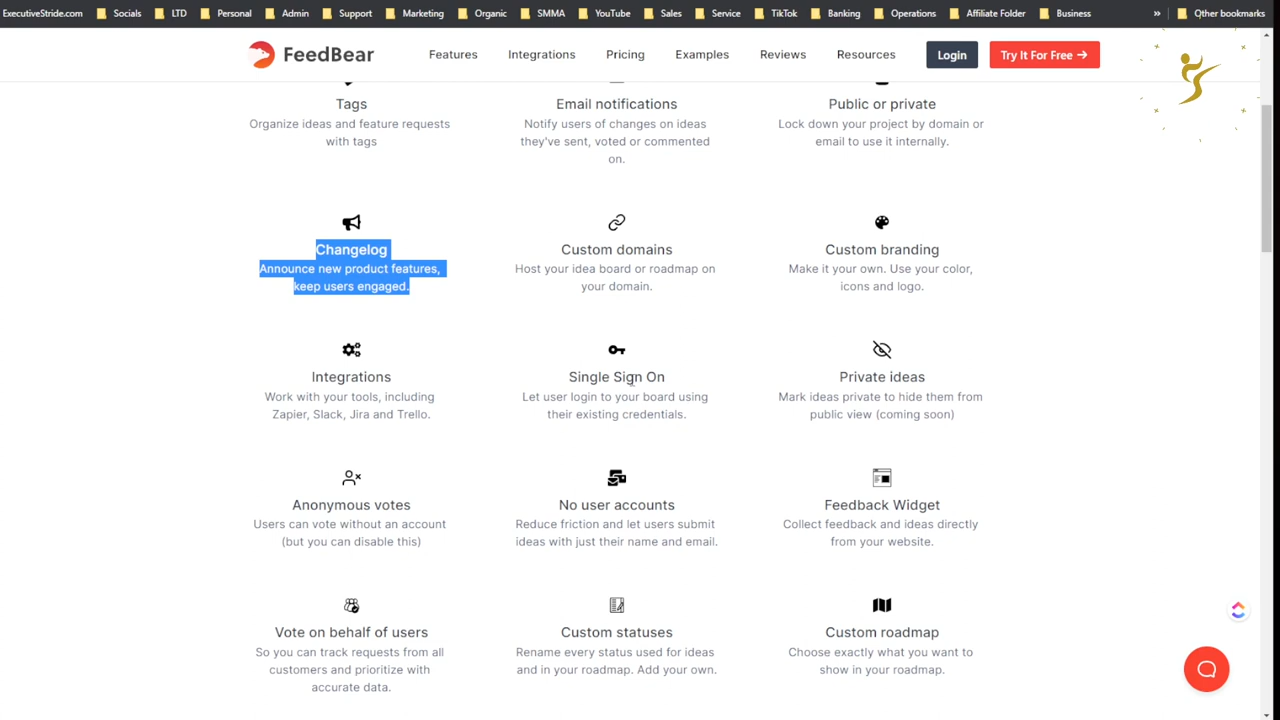 ExecutiveStride.com Socials LTD Personal Admin Support Marketing Organic SMMA YouTube Sales Service TikTok Banking Operations Affiliate Folder Business » Other bookmarks
FeedBear Features Integrations Pricing Examples Reviews Resources Login Try It For Free →
Tags
Organize ideas and feature requests
with tags
Email notifications
Notify users of changes on ideas
they've sent, voted or commented
on.
Public or private
Lock down your project by domain or
email to use it internally.
Changelog
Announce new product features,
keep users engaged.
Custom domains
Host your idea board or roadmap on
your domain.
Custom branding
Make it your own. Use your color,
icons and logo.
Integrations
Work with your tools, including
Zapier, Slack, Jira and Trello.
Single Sign On
Let user login to your board using
their existing credentials.
Private ideas
Mark ideas private to hide them from
public view (coming soon)
Anonymous votes
Users can vote without an account
(but you can disable this)
No user accounts
Reduce friction and let users submit
ideas with just their name and email.
Feedback Widget
Collect feedback and ideas directly
from your website.
Vote on behalf of users
So you can track requests from all
customers and prioritize with
accurate data.
Custom statuses
Rename every status used for ideas
and in your roadmap. Add your own.
Custom roadmap
Choose exactly what you want to
show in your roadmap.